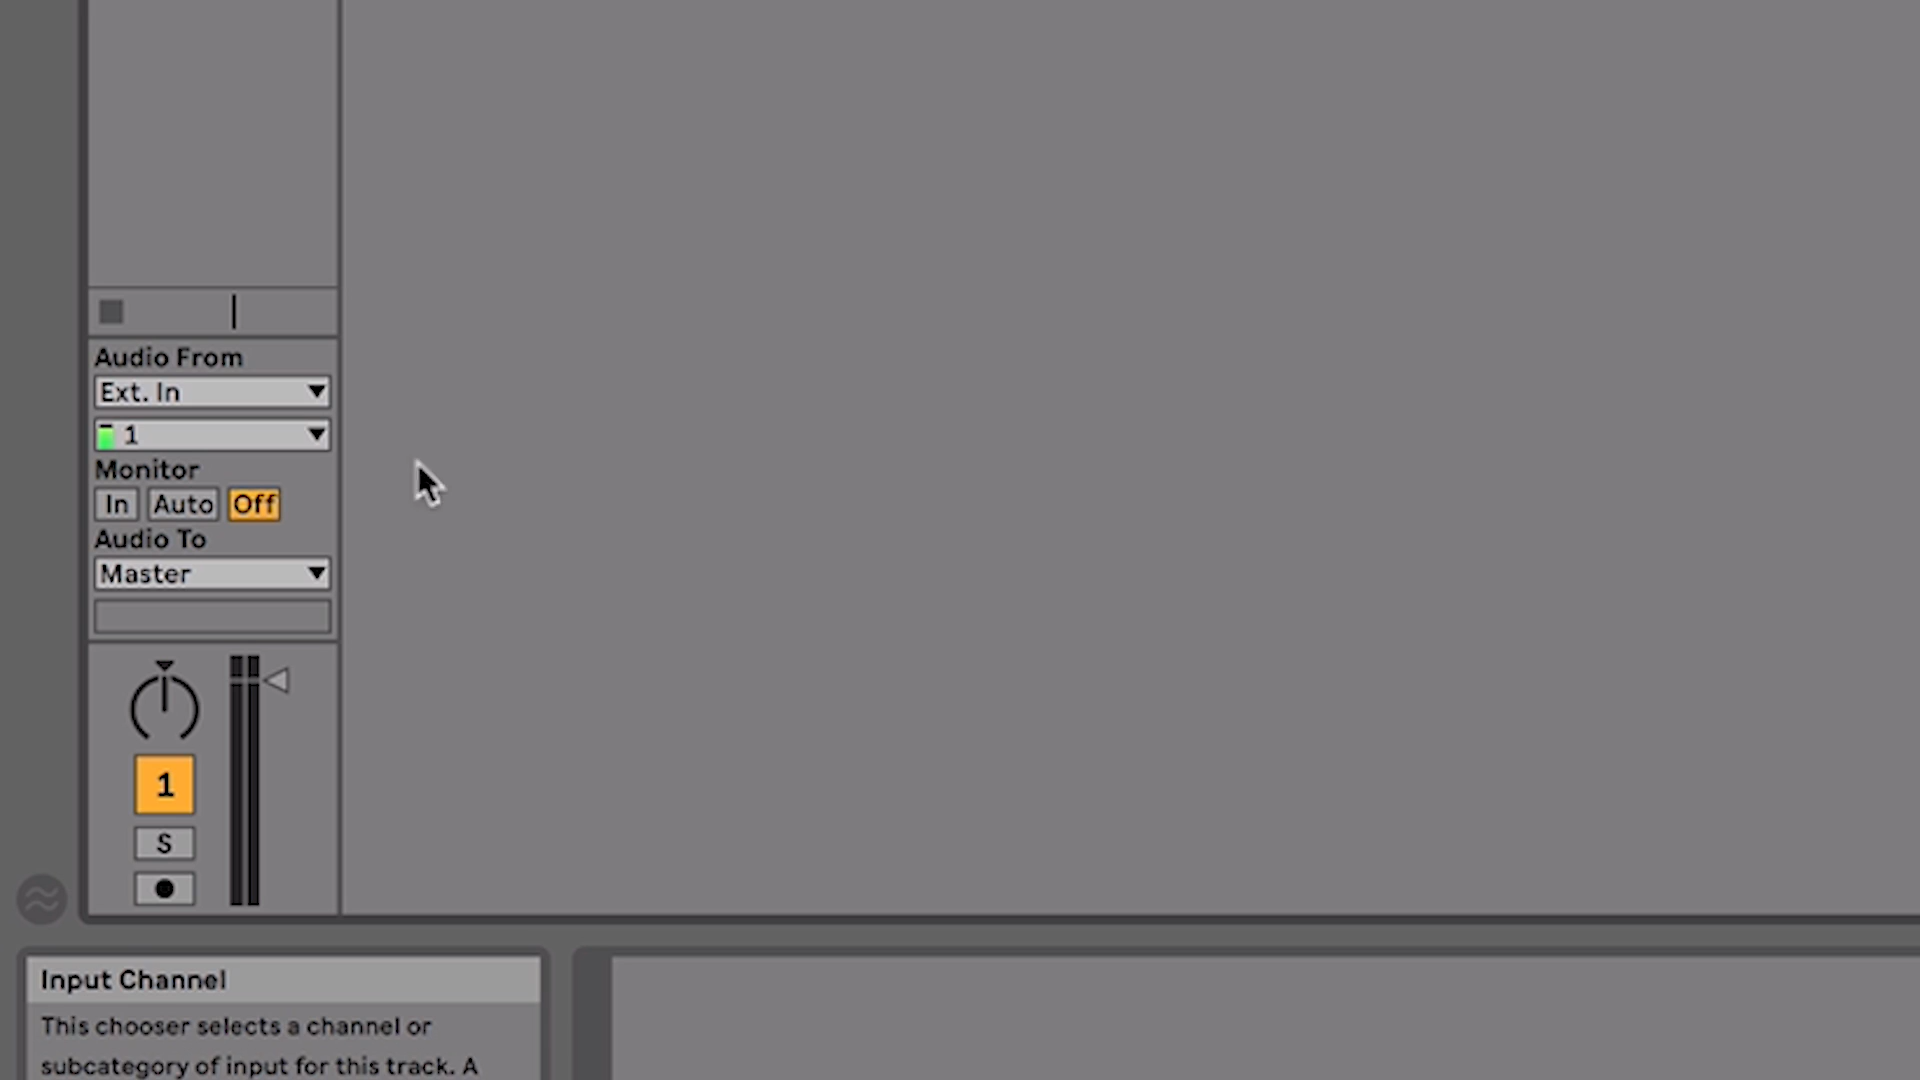 Audio From
Ext. In
1
Monitor
In Auto Off
Audio To
Master
1
S
Input Channel
This chooser selects a channel or
subcategory of input for this track. A